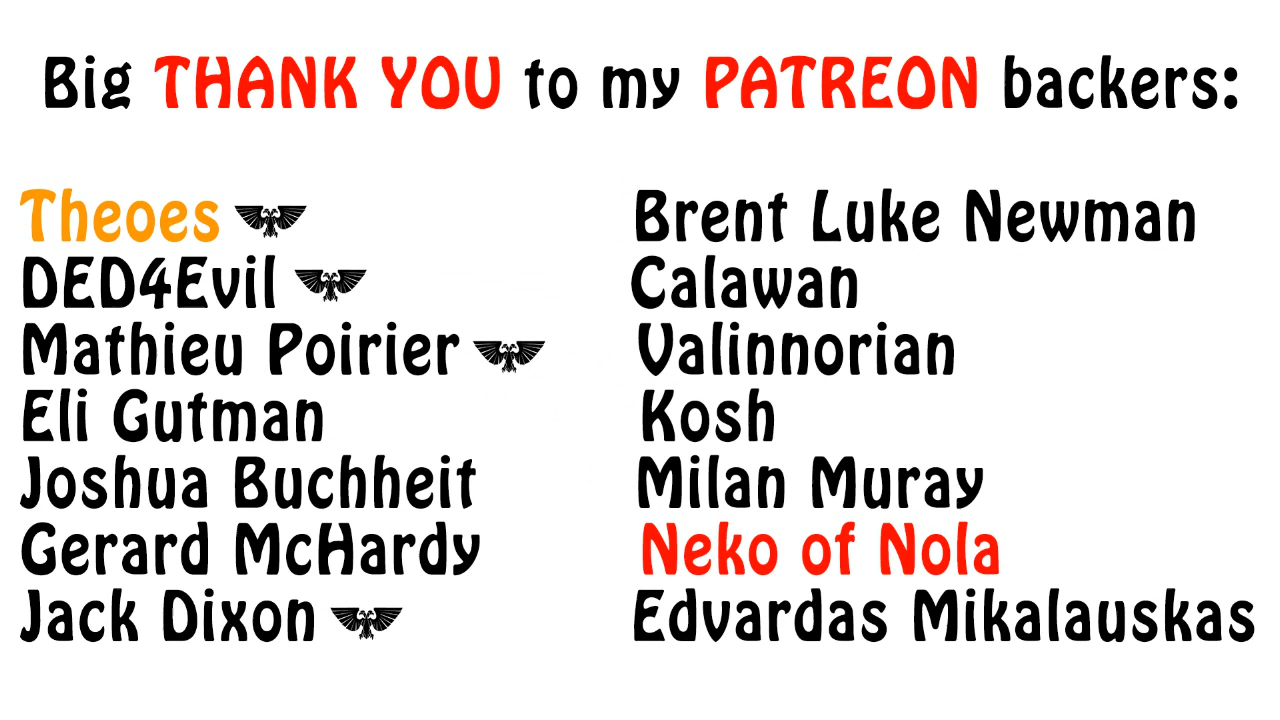 Big THANK YOU to my PATREON backers:
Theoes
DED4Evil
Mathieu Poirier
Eli Gutman
Joshua Buchheit
Gerard McHardy
Jack Dixon
Brent Luke Newman
Calawan
Valinnorian
Kosh
Milan Muray
Neko of Nola
Edvardas Mikalauskas